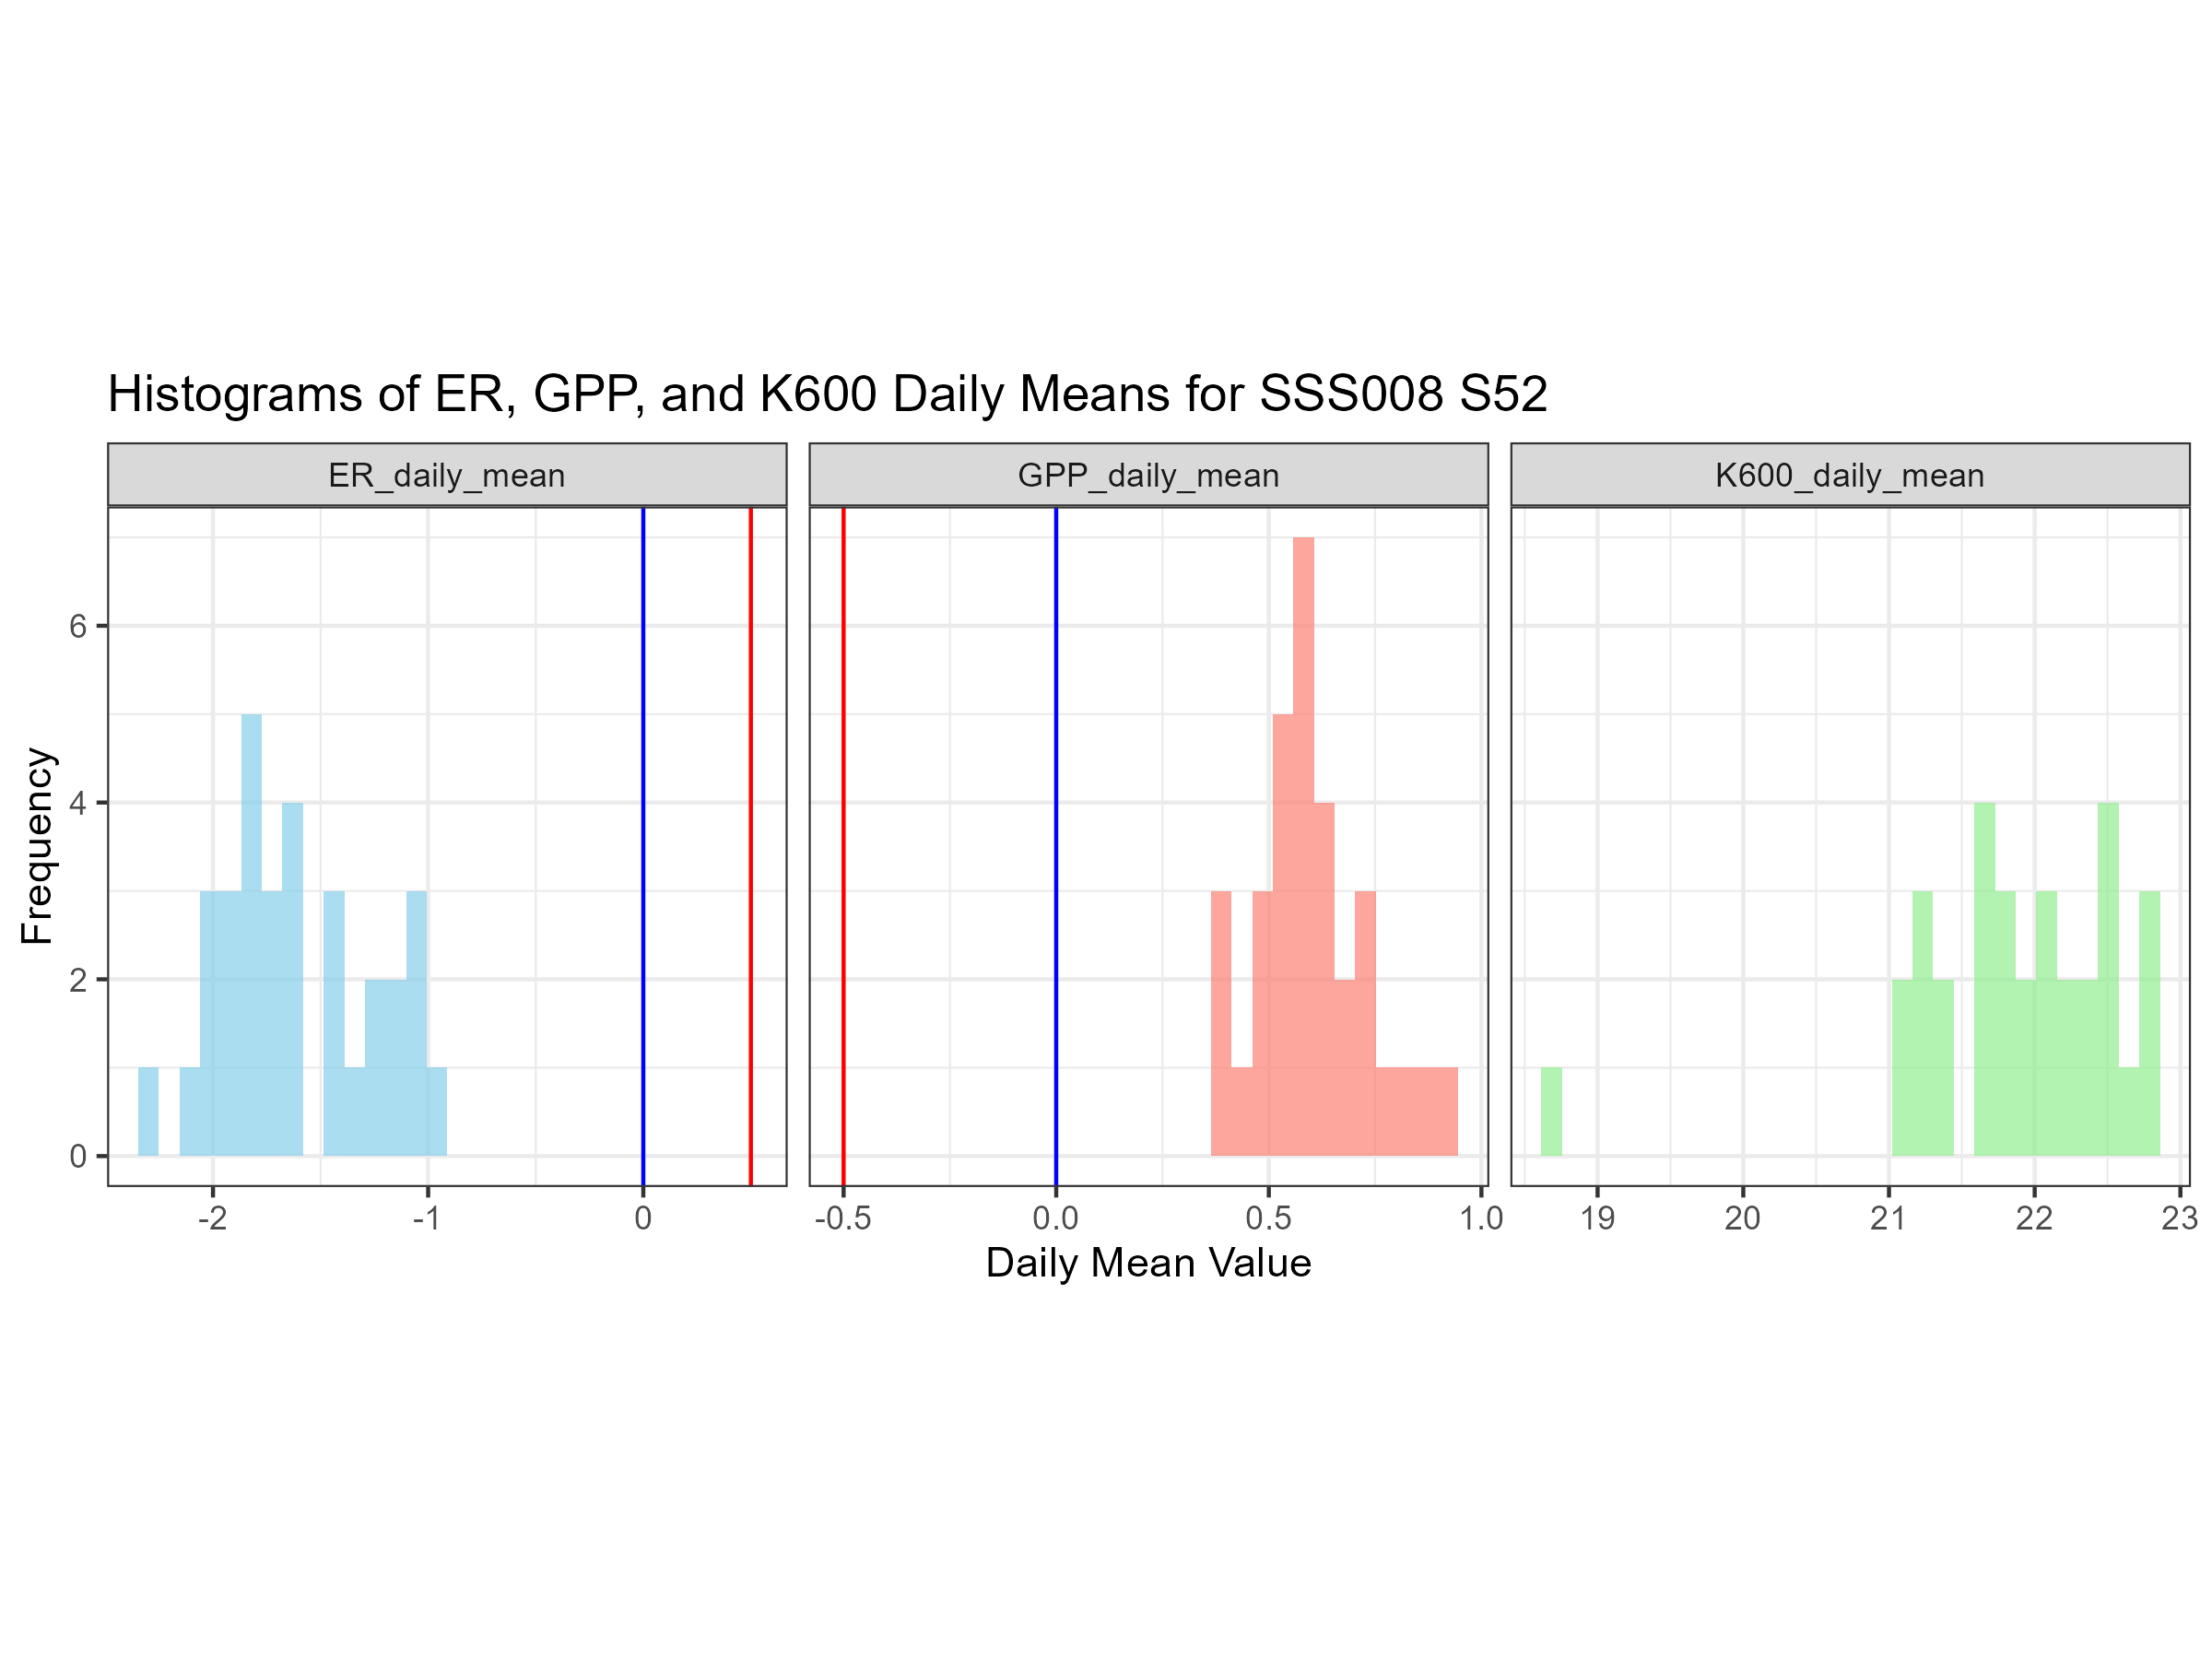 Histograms of ER, GPP, and K600 Daily Means for SSS008 S52
ER_daily_mean GPP_daily_mean K600_daily_mean
Frequency
6
4
2
0
-2 -1 0 -0.5 0.0 0.5 1.0 19 20 21 22 23
Daily Mean Value